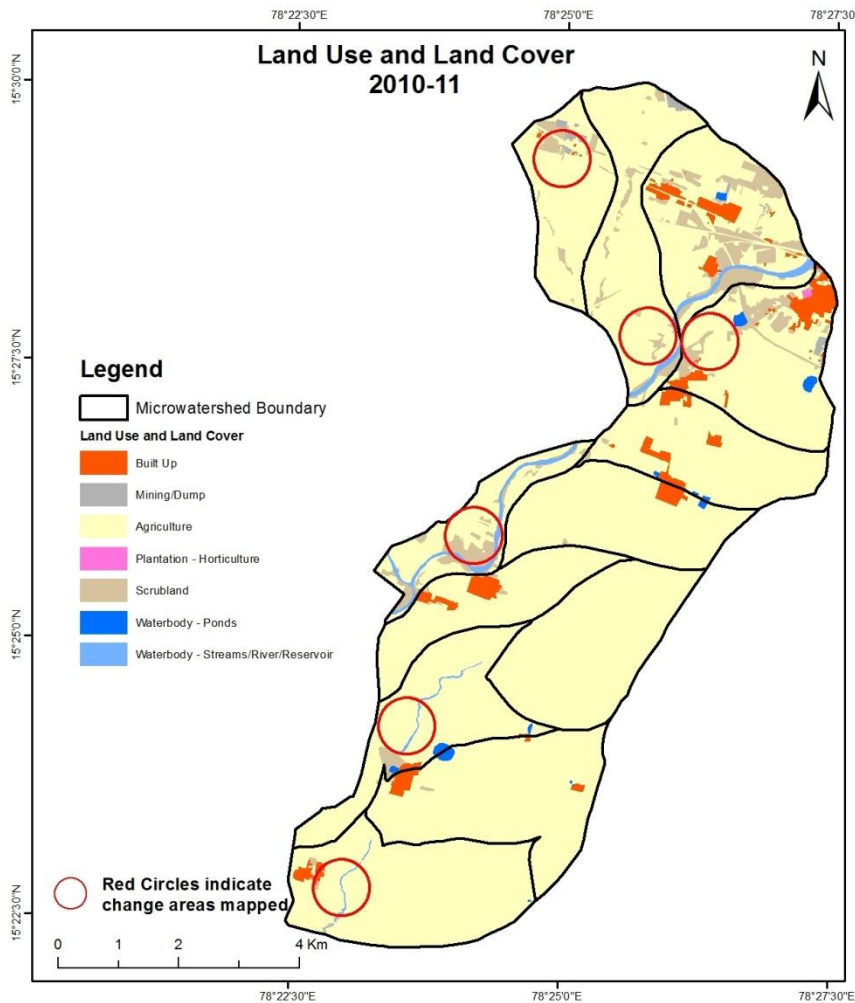 78°22'30"E
78°25'0"E
78°27'30"E
Land Use and Land Cover
2010-11
N
15°30'0"N
15°27'30"N
15°25'0"N
15°22'30"N
Legend
Microwatershed Boundary
Land Use and Land Cover
Built Up
Mining/Dump
Agriculture
Plantation - Horticulture
Scrubland
Waterbody - Ponds
Waterbody - Streams/River/Reservoir
Red Circles indicate
change areas mapped
0 1 2 4 Km
78°22'30"E
78°25'0"E
78°27'30"E